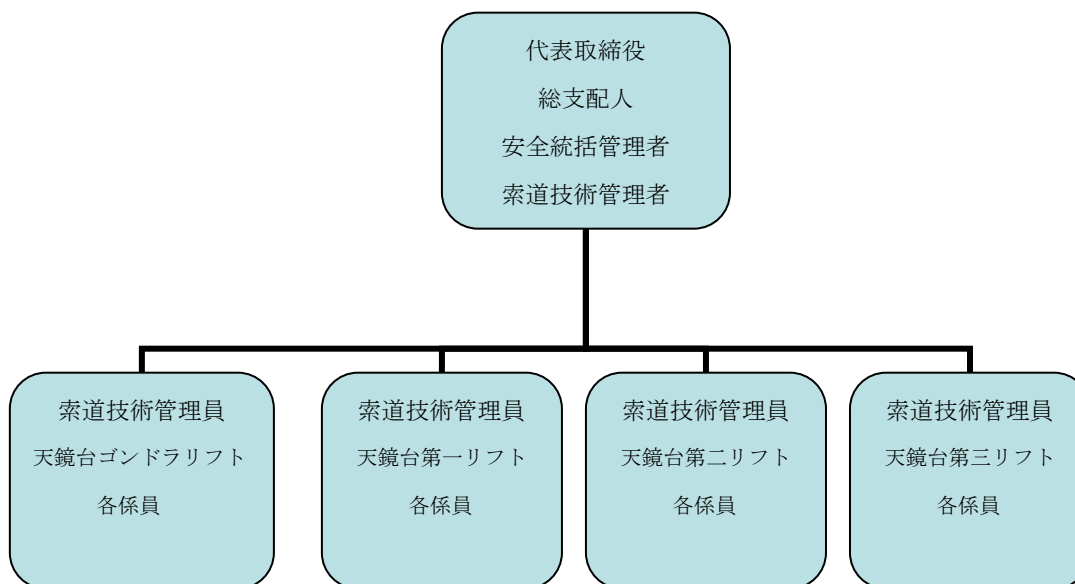 代表取締役
総支配人
安全統括管理者
索道技術管理者
索道技術管理員
天鏡台ゴンドラリフト
各係員
索道技術管理員
天鏡台第一リフト
各係員
索道技術管理員
天鏡台第二リフト
各係員
索道技術管理員
天鏡台第三リフト
各係員